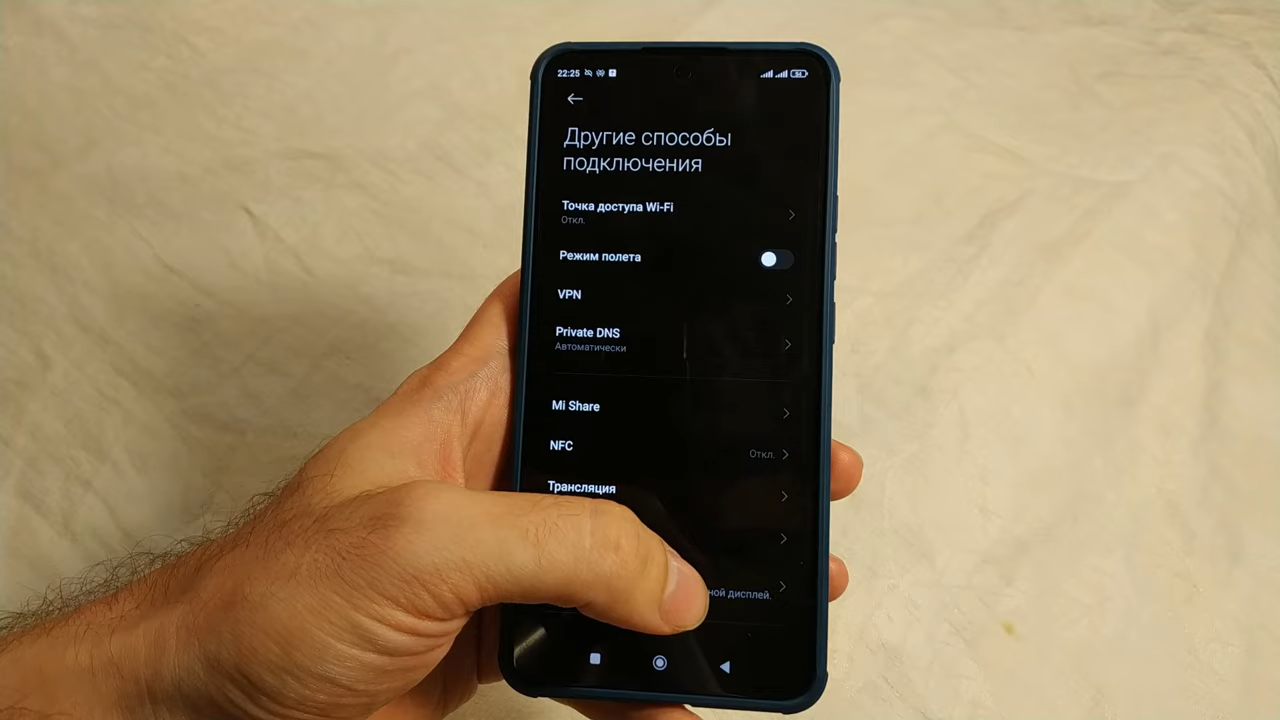 22:25
54
Другие способы
подключения
Точка доступа Wi-Fi
Откл.
Режим полета
VPN
Private DNS
Автоматически
Mi Share
NFC
Откл.
Трансляция
ной дисплей.